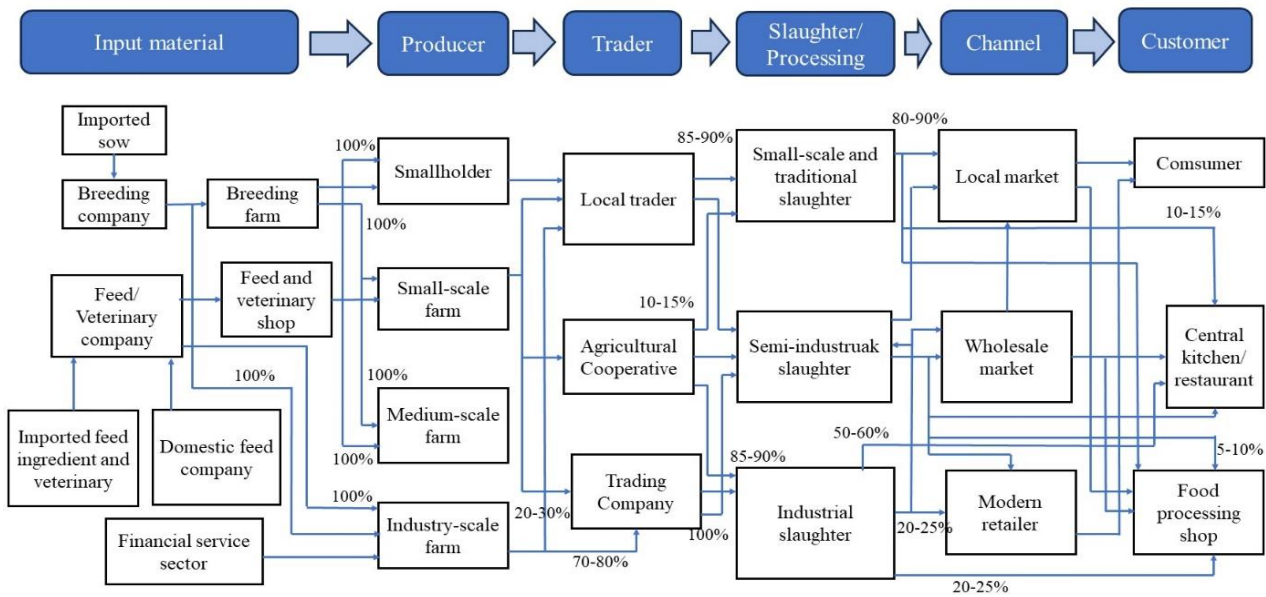 Input material
Producer
Trader
Slaughter/
Processing
Channel
Customer
Imported
sow
Breeding
company
Breeding
farm
Feed/
Veterinary
company
Feed and
veterinary
shop
Imported feed
ingredient and
veterinary
Domestic feed
company
Financial service
sector
100%
100%
100%
100%
100%
100%
Smallholder
Small-scale
farm
Medium-scale
farm
Industry-scale
farm
20-30%
70-80%
Local trader
Agricultural
Cooperative
Trading
Company
85-90%
10-15%
85-90%
100%
Small-scale and
traditional
slaughter
Semi-industruak
slaughter
Industrial
slaughter
80-90%
50-60%
20-25%
20-25%
Local market
Wholesale
market
Modern
retailer
10-15%
5-10%
Comsumer
Central
kitchen/
restaurant
Food
processing
shop